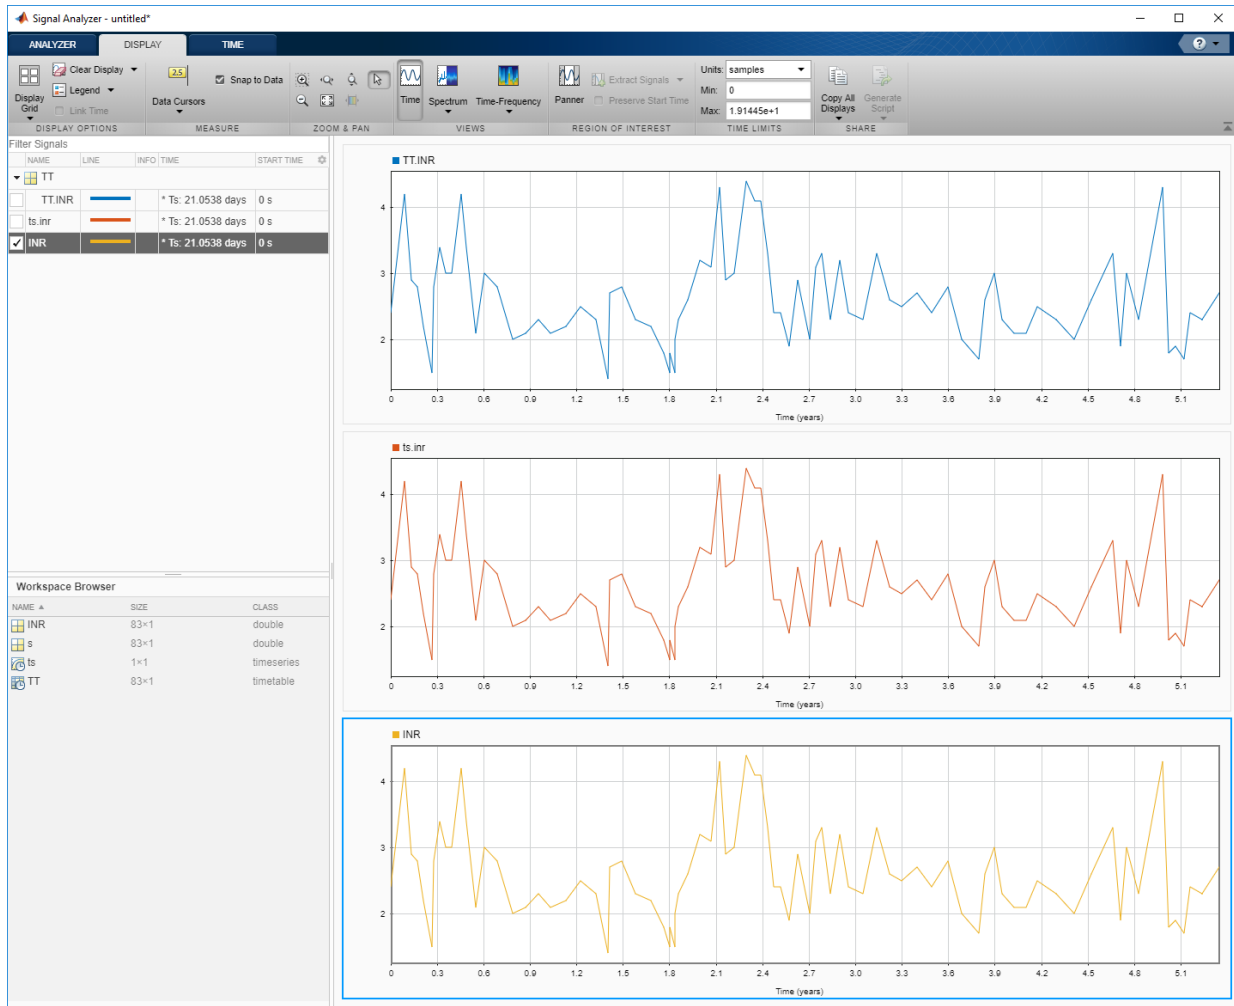 Signal Analyzer - untitled*
ANALYZER DISPLAY TIME ?
Clear Display 2.5 Snap to Data Extract Signals Units: samples
Legend Preserve Start Time Min: 0
Display Grid Link Time Data Cursors Time Spectrum Time-Frequency Panner Max: 1.91445e+1 Copy All Displays Generate Script
DISPLAY OPTIONS MEASURE ZOOM & PAN VIEWS REGION OF INTEREST TIME LIMITS SHARE
Filter Signals
NAME LINE INFO TIME START TIME
TT
TT.INR * Ts: 21.0538 days 0 s
ts.inr * Ts: 21.0538 days 0 s
INR * Ts: 21.0538 days 0 s
Workspace Browser
NAME SIZE CLASS
INR 83×1 double
s 83×1 double
ts 1×1 timeseries
TT 83×1 timetable
TT.INR
4
3
2
0 0.3 0.6 0.9 1.2 1.5 1.8 2.1 2.4 2.7 3.0 3.3 3.6 3.9 4.2 4.5 4.8 5.1
Time (years)
ts.inr
4
3
2
0 0.3 0.6 0.9 1.2 1.5 1.8 2.1 2.4 2.7 3.0 3.3 3.6 3.9 4.2 4.5 4.8 5.1
Time (years)
INR
4
3
2
0 0.3 0.6 0.9 1.2 1.5 1.8 2.1 2.4 2.7 3.0 3.3 3.6 3.9 4.2 4.5 4.8 5.1
Time (years)